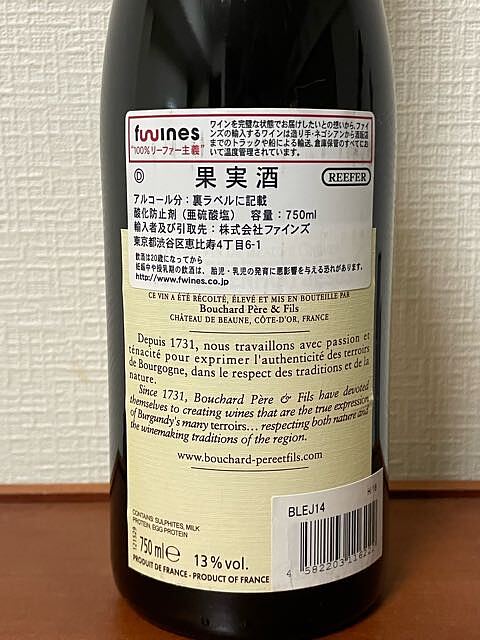 fwines
"100%リーファー主義"
ワインを完璧な状態でお届けしたいとの想いから、ファイ
ンズの輸入するワインは造り手・ネゴシアンから酒販店
までのトラックや船による輸送、倉庫保管のすべてにお
いて温度管理されています。
D
果実酒
REEFER
アルコール分：裏ラベルに記載
酸化防止剤（亜硫酸塩） 容量：750ml
輸入者及び引取先：株式会社ファインズ
東京都渋谷区恵比寿4丁目6-1
飲酒は20歳になってから
妊娠中や授乳期の飲酒は、胎児・乳児の発育に悪影響を与える恐れがあります。
http://www.fwines.co.jp
CE VIN A ÉTÉ RÉCOLTÉ, ÉLEVÉ ET MIS EN BOUTEILLE PAR
Bouchard Père & Fils
CHÂTEAU DE BEAUNE, CÔTE-D'OR, FRANCE
Depuis 1731, nous travaillons avec passion et
ténacité pour exprimer l'authenticité des terroirs
de Bourgogne, dans le respect des traditions et de la
nature.
Since 1731, Bouchard Père & Fils have devoted
themselves to creating wines that are the true expression
of Burgundy's many terroirs... respecting both nature and
the winemaking traditions of the region.
www.bouchard-pereetfils.com
CONTAINS SULPHITES, MILK
PROTEIN, EGG PROTEIN
121529
750 ml e
13% vol.
PRODUIT DE FRANCE - PRODUCT OF FRANCE
BLEJ14
4 582203